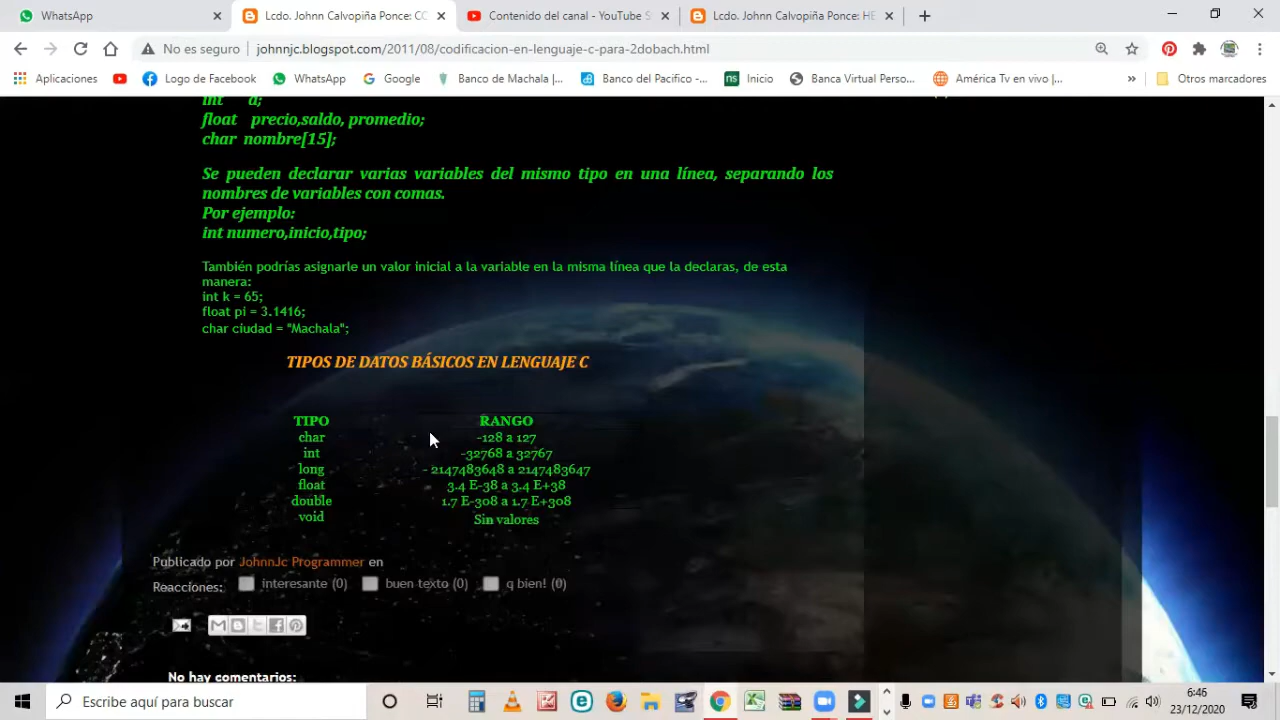 WhatsApp
Lcdo. John Calvopiña Ponce: CC
Contenido del canal - YouTube S
Lcdo. Johnn Calvopiña Ponce: HE
No es seguro
johnnjc.blogspot.com/2011/08/codificacion-en-lenguaje-c-para-2dobach.html
Aplicaciones
Logo de Facebook
WhatsApp
Google
Banco de Machala |...
Banco del Pacifico -...
ns Inicio
Banca Virtual Perso...
América Tv en vivo |...
»
Otros marcadores
int a;
float precio,saldo, promedio;
char nombre[15];
Se pueden declarar varias variables del mismo tipo en una línea, separando los
nombres de variables con comas.
Por ejemplo:
int numero,inicio,tipo;
También podrías asignarle un valor inicial a la variable en la misma línea que la declaras, de esta
manera:
int k = 65;
float pi = 3.1416;
char ciudad = "Machala";
TIPOS DE DATOS BÁSICOS EN LENGUAJE C
TIPO RANGO
char -128 a 127
int -32768 a 32767
long - 2147483648 a 2147483647
float 3.4 E-38 a 3.4 E+38
double 1.7 E-308 a 1.7 E+308
void Sin valores
Publicado por JohnnJc Programmer en
Reacciones: interesante (0) buen texto (0) q bien! (0)
No hay comentarios:
Escribe aquí para buscar
6:46
23/12/2020